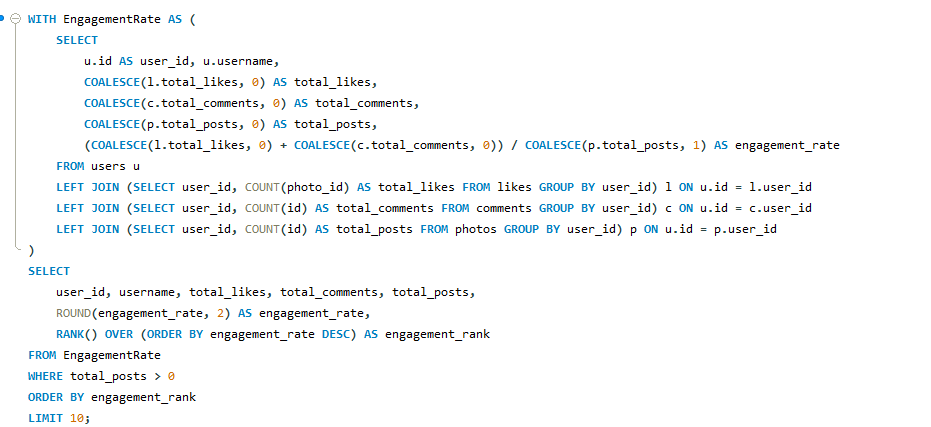 WITH EngagementRate AS (
    SELECT
        u.id AS user_id, u.username,
        COALESCE(l.total_likes, 0) AS total_likes,
        COALESCE(c.total_comments, 0) AS total_comments,
        COALESCE(p.total_posts, 0) AS total_posts,
        (COALESCE(l.total_likes, 0) + COALESCE(c.total_comments, 0)) / COALESCE(p.total_posts, 1) AS engagement_rate
    FROM users u
    LEFT JOIN (SELECT user_id, COUNT(photo_id) AS total_likes FROM likes GROUP BY user_id) l ON u.id = l.user_id
    LEFT JOIN (SELECT user_id, COUNT(id) AS total_comments FROM comments GROUP BY user_id) c ON u.id = c.user_id
    LEFT JOIN (SELECT user_id, COUNT(id) AS total_posts FROM photos GROUP BY user_id) p ON u.id = p.user_id
)
SELECT
    user_id, username, total_likes, total_comments, total_posts,
    ROUND(engagement_rate, 2) AS engagement_rate,
    RANK() OVER (ORDER BY engagement_rate DESC) AS engagement_rank
FROM EngagementRate
WHERE total_posts > 0
ORDER BY engagement_rank
LIMIT 10;